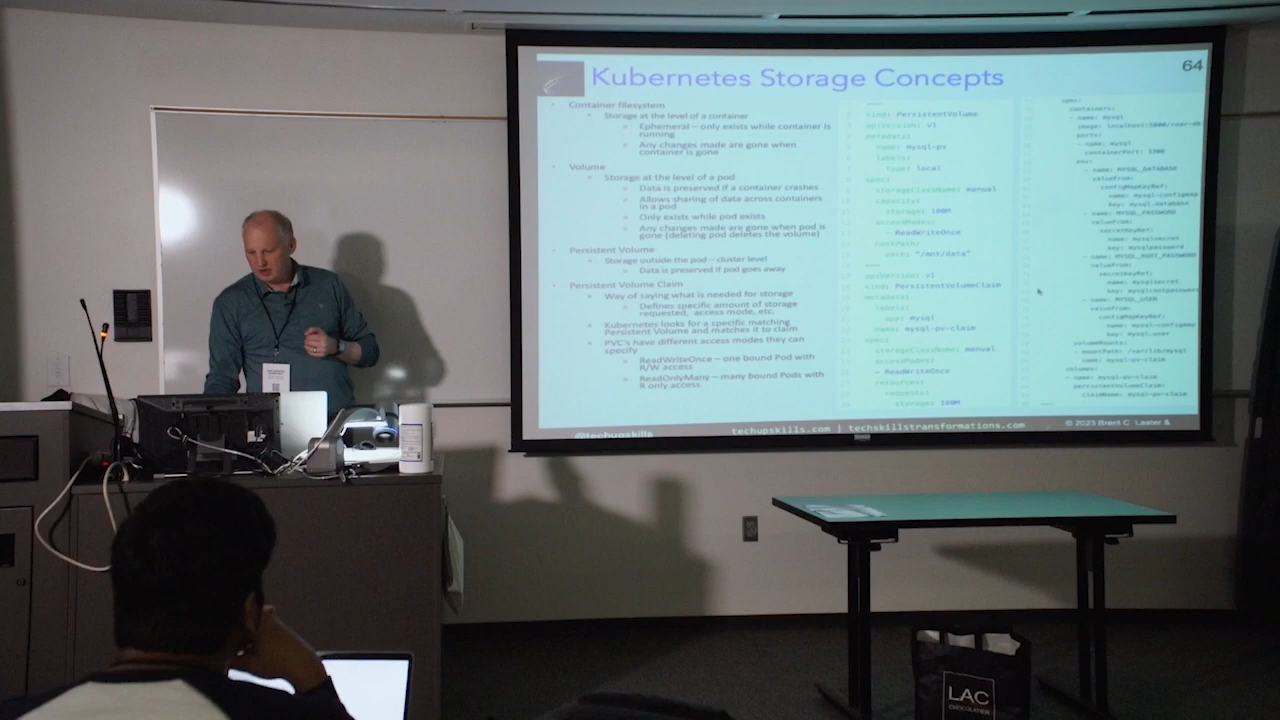 Kubernetes Storage Concepts
64
Container filesystem
Storage at the level of a container
Ephemeral – only exists while container is
running
Any changes made are gone when
container is gone
Volume
Storage at the level of a pod
Data is preserved if a container crashes
Allows sharing of data across containers
in a pod
Only exists while pod exists
Any changes made are gone when pod is
gone (deleting pod deletes the volume)
Persistent Volume
Storage outside the pod – cluster level
Data is preserved if pod goes away
Persistent Volume Claim
Way of saying what is needed for storage
Defines specific amount of storage
requested, access mode, etc.
Kubernetes looks for a specific matching
Persistent Volume and matches it to claim
PVC's have different access modes they can
specify
ReadWriteOnce – one bound Pod with
R/W access
ReadOnlyMany – many bound Pods with
R only access
kind: PersistentVolume
apiVersion: v1
metadata:
name: mysql-pv
labels:
type: local
spec:
storageClassName: manual
capacity:
storage: 100M
accessModes:
- ReadWriteOnce
hostPath:
path: "/mnt/data"
apiVersion: v1
kind: PersistentVolumeClaim
metadata:
labels:
app: mysql
name: mysql-pv-claim
spec:
storageClassName: manual
accessModes:
- ReadWriteOnce
resources:
requests:
storage: 100M
spec:
containers:
- name: mysql
image: localhost:5000/roar-db
ports:
- name: mysql
containerPort: 3306
env:
- name: MYSQL_DATABASE
valueFrom:
configMapKeyRef:
name: mysql-configmap
key: mysql.database
- name: MYSQL_PASSWORD
valueFrom:
secretKeyRef:
name: mysqlsecret
key: mysqlpassword
- name: MYSQL_ROOT_PASSWORD
valueFrom:
secretKeyRef:
name: mysqlsecret
key: mysqlrootpassword
- name: MYSQL_USER
valueFrom:
configMapKeyRef:
name: mysql-configmap
key: mysql.user
volumeMounts:
- mountPath: /var/lib/mysql
name: mysql-pv-claim
volumes:
- name: mysql-pv-claim
persistentVolumeClaim:
claimName: mysql-pv-claim
@techupskills
techupskills.com | techskillstransformations.com
© 2023 Brent C. Laster &
LAC
CHOCOLATIER